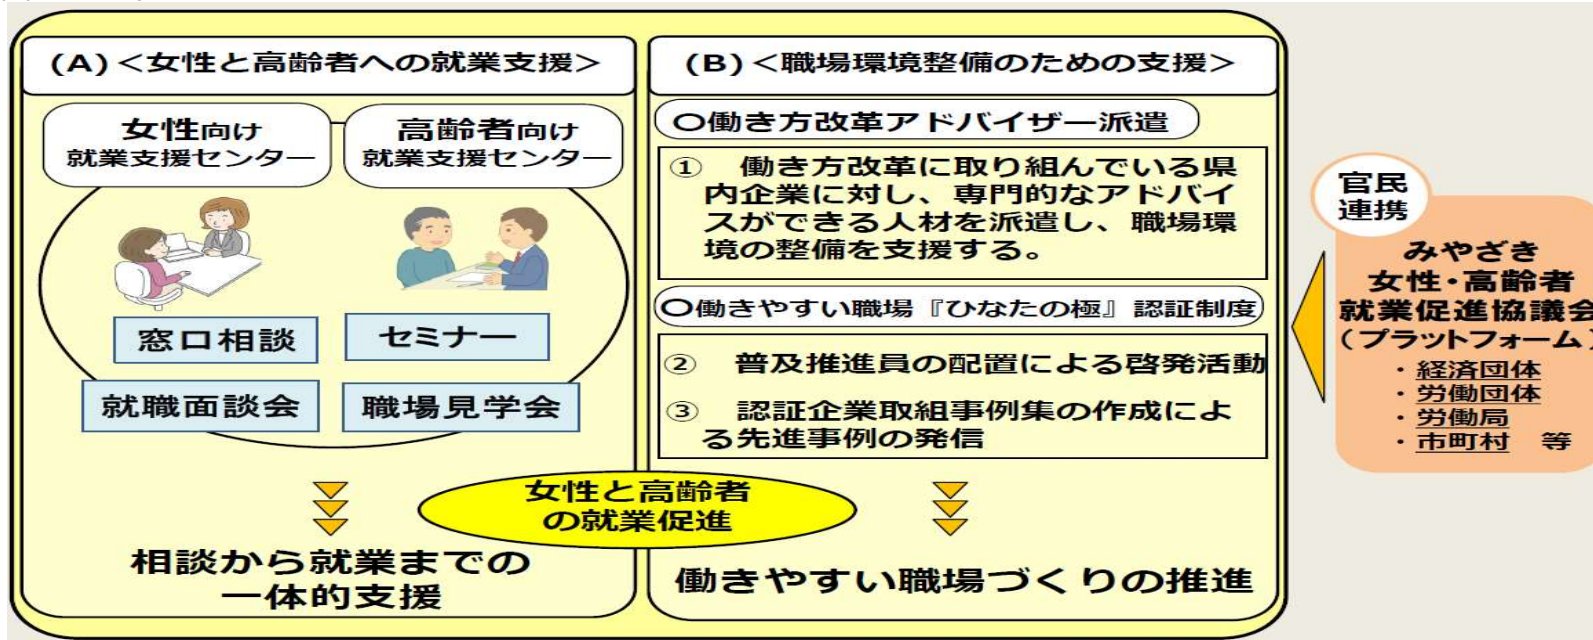 (A)＜女性と高齢者への就業支援＞
女性向け
就業支援センター
高齢者向け
就業支援センター
窓口相談
セミナー
就職面談会
職場見学会
相談から就業までの
一体的支援
女性と高齢者
の就業促進
(B)＜職場環境整備のための支援＞
〇働き方改革アドバイザー派遣
① 働き方改革に取り組んでいる県
内企業に対し、専門的なアドバイ
スができる人材を派遣し、職場環
境の整備を支援する。
〇働きやすい職場『ひなたの極』認証制度
② 普及推進員の配置による啓発活動
③ 認証企業取組事例集の作成によ
る先進事例の発信
働きやすい職場づくりの推進
官民
連携
みやざき
女性・高齢者
就業促進協議会
（プラットフォーム）
・経済団体
・労働団体
・労働局
・市町村 等